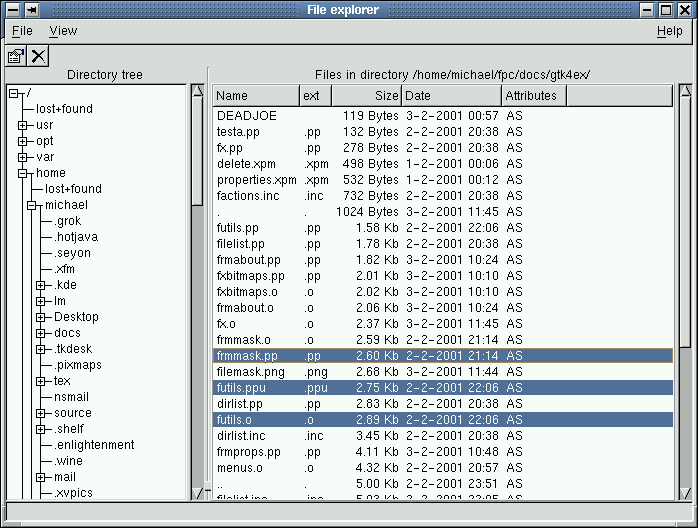 File explorer
File View Help
Directory tree
/
lost+found
usr
opt
var
home
lost+found
michael
.grok
.hotjava
.seyon
.xfm
.kde
lm
Desktop
docs
.tkdesk
.pixmaps
tex
nsmail
source
.shelf
.enlightenment
.wine
mail
.xvpics
Files in directory /home/michael/fpc/docs/gtk4ex/
Name ext Size Date Attributes
DEADJOE 119 Bytes 3-2-2001 00:57 AS
testa.pp .pp 132 Bytes 2-2-2001 20:38 AS
fx.pp .pp 278 Bytes 2-2-2001 20:38 AS
delete.xpm .xpm 498 Bytes 1-2-2001 00:06 AS
properties.xpm .xpm 532 Bytes 1-2-2001 00:12 AS
factions.inc .inc 732 Bytes 2-2-2001 20:38 AS
. . 1024 Bytes 3-2-2001 11:45 AS
futils.pp .pp 1.58 Kb 2-2-2001 22:06 AS
filelist.pp .pp 1.78 Kb 2-2-2001 20:38 AS
frmabout.pp .pp 1.82 Kb 3-2-2001 10:24 AS
fxbitmaps.pp .pp 2.01 Kb 3-2-2001 10:10 AS
fxbitmaps.o .o 2.02 Kb 3-2-2001 10:10 AS
frmabout.o .o 2.06 Kb 3-2-2001 10:24 AS
fx.o .o 2.37 Kb 3-2-2001 11:45 AS
frmmask.o .o 2.59 Kb 2-2-2001 21:14 AS
frmmask.pp .pp 2.60 Kb 2-2-2001 21:14 AS
filemask.png .png 2.68 Kb 3-2-2001 11:44 AS
futils.ppu .ppu 2.75 Kb 2-2-2001 22:06 AS
dirlist.pp .pp 2.83 Kb 2-2-2001 20:38 AS
futils.o .o 2.89 Kb 2-2-2001 22:06 AS
dirlist.inc .inc 3.45 Kb 2-2-2001 20:38 AS
frmprops.pp .pp 4.11 Kb 3-2-2001 10:48 AS
menus.o .o 4.32 Kb 2-2-2001 20:57 AS
.. . 5.00 Kb 2-2-2001 23:51 AS
filelist.inc .inc 5.03 Kb 2-2-2001 22:05 AS